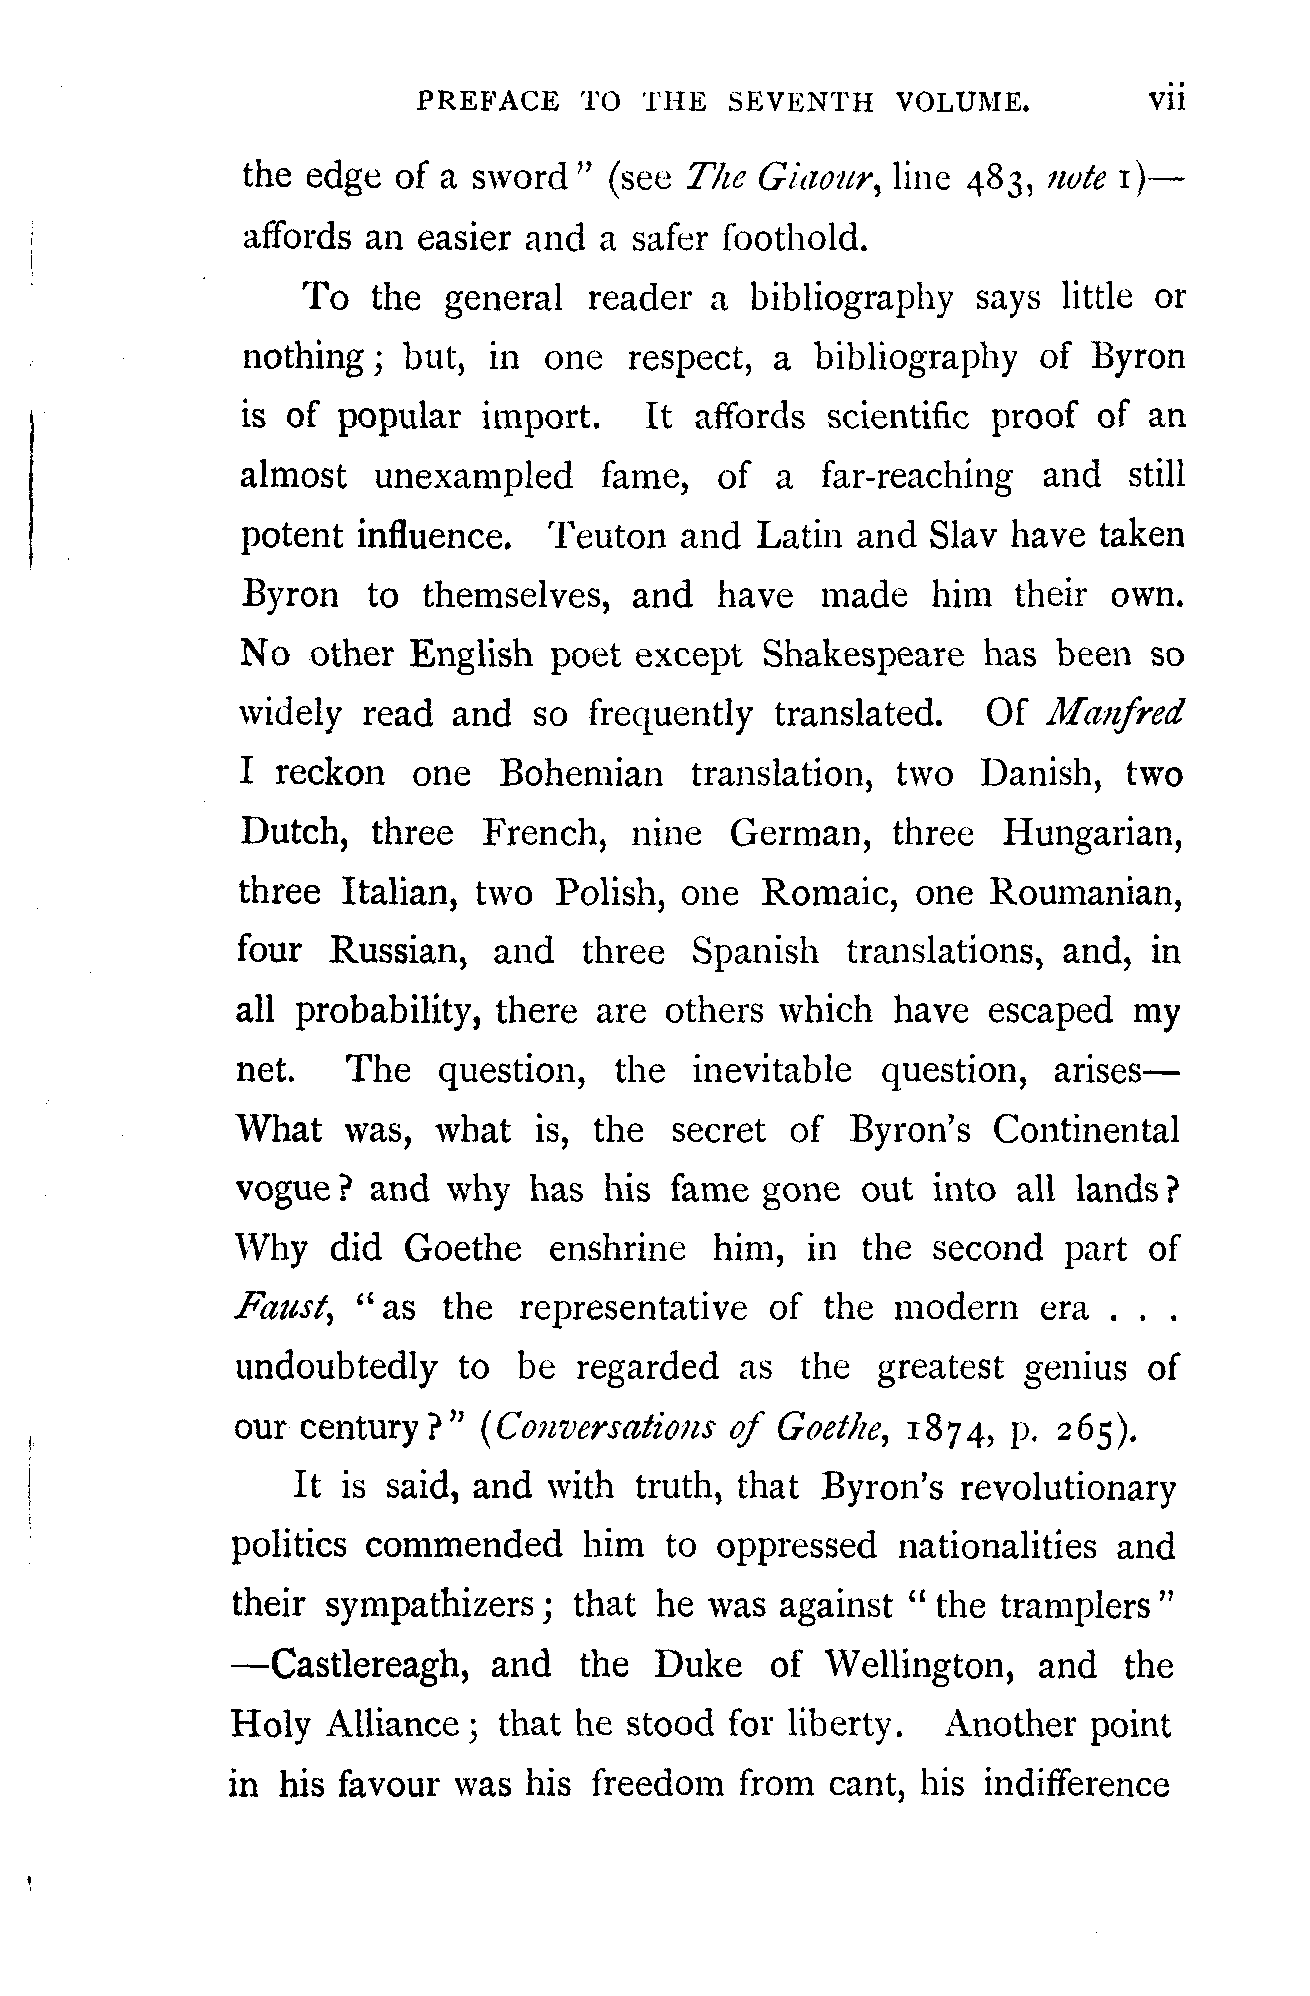 PREFACE TO THE SEVENTH VOLUME. vii
the edge of a sword" (see The Giaour, line 483, note 1)—
affords an easier and a safer foothold.
To the general reader a bibliography says little or
nothing; but, in one respect, a bibliography of Byron
is of popular import. It affords scientific proof of an
almost unexampled fame, of a far-reaching and still
potent influence. Teuton and Latin and Slav have taken
Byron to themselves, and have made him their own.
No other English poet except Shakespeare has been so
widely read and so frequently translated. Of Manfred
I reckon one Bohemian translation, two Danish, two
Dutch, three French, nine German, three Hungarian,
three Italian, two Polish, one Romaic, one Roumanian,
four Russian, and three Spanish translations, and, in
all probability, there are others which have escaped my
net. The question, the inevitable question, arises—
What was, what is, the secret of Byron's Continental
vogue? and why has his fame gone out into all lands?
Why did Goethe enshrine him, in the second part of
Faust, "as the representative of the modern era . . .
undoubtedly to be regarded as the greatest genius of
our century?" (Conversations of Goethe, 1874, p. 265).
It is said, and with truth, that Byron's revolutionary
politics commended him to oppressed nationalities and
their sympathizers; that he was against "the tramplers"
—Castlereagh, and the Duke of Wellington, and the
Holy Alliance; that he stood for liberty. Another point
in his favour was his freedom from cant, his indifference